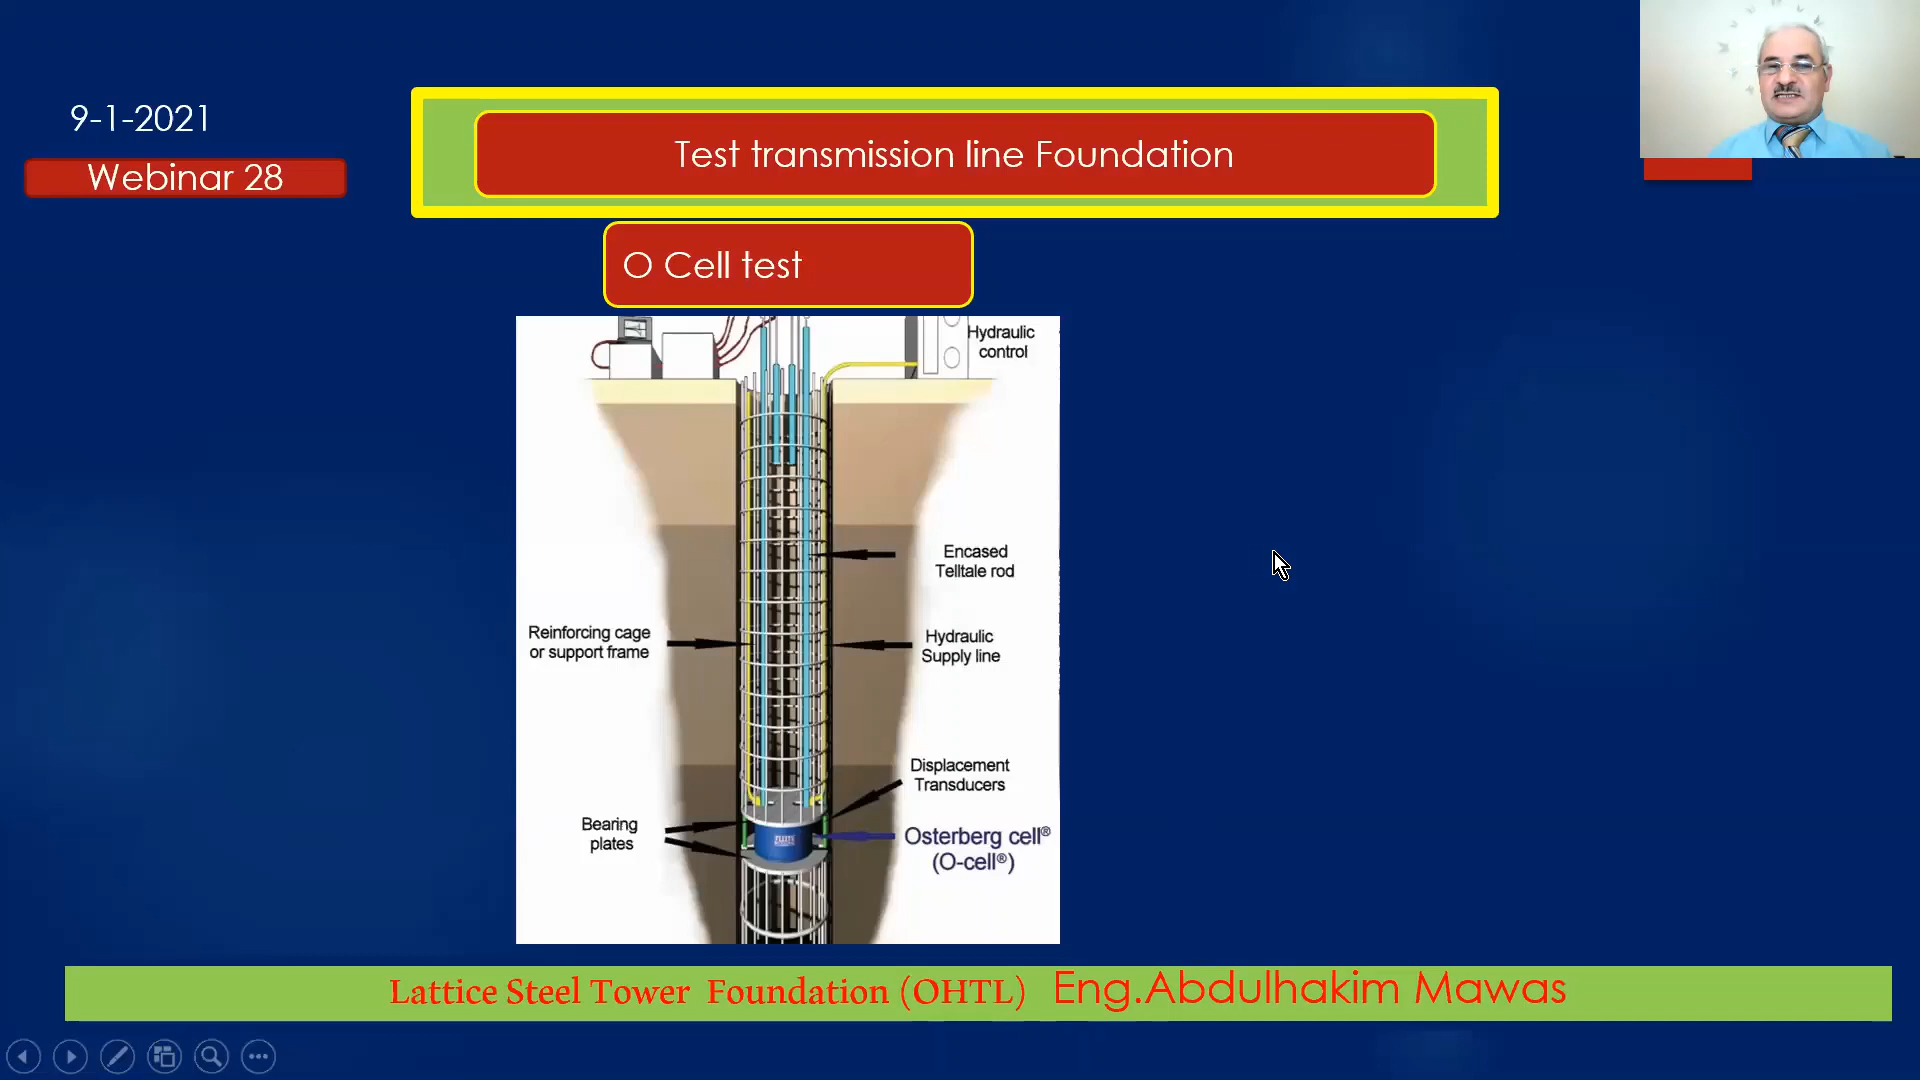 9-1-2021
Webinar 28
Test transmission line Foundation
O Cell test
Hydraulic
control
Encased
Telltale rod
Reinforcing cage
or support frame
Hydraulic
Supply line
Displacement
Transducers
Bearing
plates
Osterberg cell®
(O-cell®)
Lattice Steel Tower Foundation (OHTL) Eng.Abdulhakim Mawas